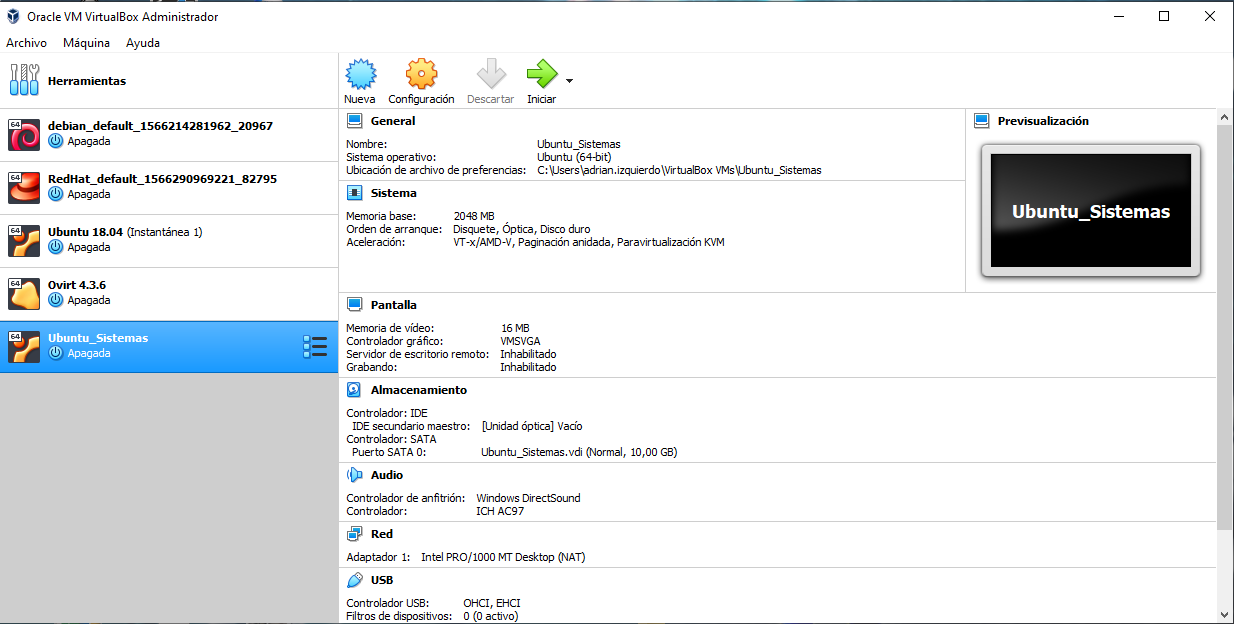 Oracle VM VirtualBox Administrador
Archivo Máquina Ayuda
Herramientas
64
debian_default_1566214281962_20967
Apagada
64
RedHat_default_1566290969221_82795
Apagada
64
Ubuntu 18.04 (Instantánea 1)
Apagada
64
Ovirt 4.3.6
Apagada
64
Ubuntu_Sistemas
Apagada
Nueva Configuración Descartar Iniciar
General
Nombre: Ubuntu_Sistemas
Sistema operativo: Ubuntu (64-bit)
Ubicación de archivo de preferencias: C:\Users\adrian.izquierdo\VirtualBox VMs\Ubuntu_Sistemas
Sistema
Memoria base: 2048 MB
Orden de arranque: Disquete, Óptica, Disco duro
Aceleración: VT-x/AMD-V, Paginación anidada, Paravirtualización KVM
Previsualización
Ubuntu_Sistemas
Pantalla
Memoria de vídeo: 16 MB
Controlador gráfico: VMSVGA
Servidor de escritorio remoto: Inhabilitado
Grabando: Inhabilitado
Almacenamiento
Controlador: IDE
IDE secundario maestro: [Unidad óptica] Vacío
Controlador: SATA
Puerto SATA 0: Ubuntu_Sistemas.vdi (Normal, 10,00 GB)
Audio
Controlador de anfitrión: Windows DirectSound
Controlador: ICH AC97
Red
Adaptador 1: Intel PRO/1000 MT Desktop (NAT)
USB
Controlador USB: OHCI, EHCI
Filtros de dispositivos: 0 (0 activo)